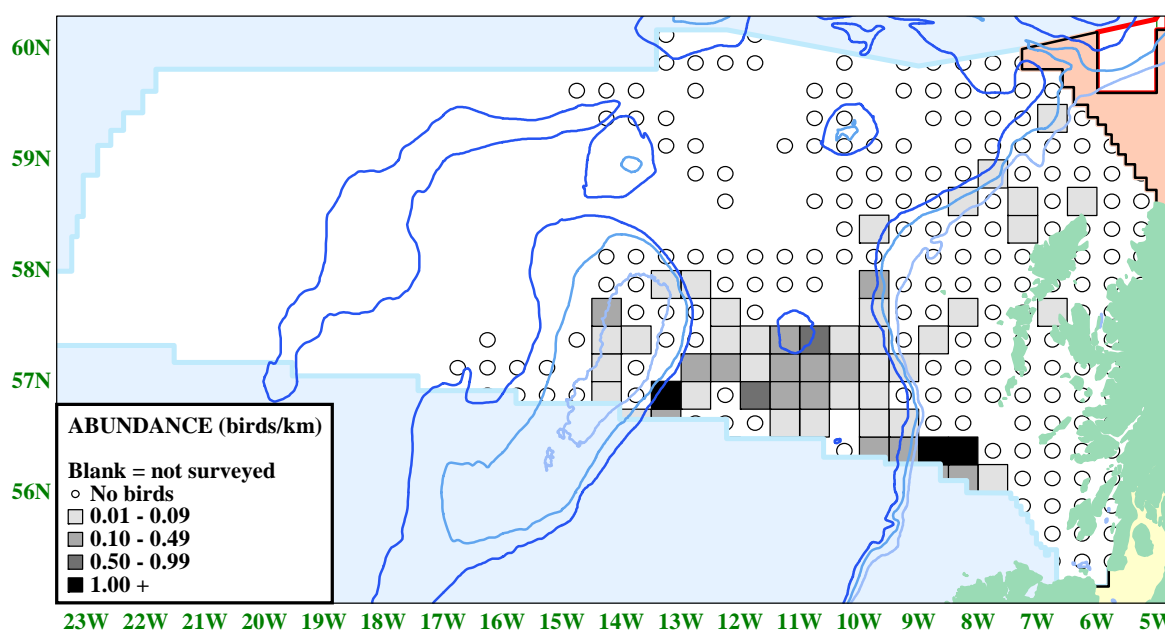 60N
59N
58N
57N
56N
ABUNDANCE (birds/km)
Blank = not surveyed
No birds
0.01 - 0.09
0.10 - 0.49
0.50 - 0.99
1.00 +
23W 22W 21W 20W 19W 18W 17W 16W 15W 14W 13W 12W 11W 10W 9W 8W 7W 6W 5W